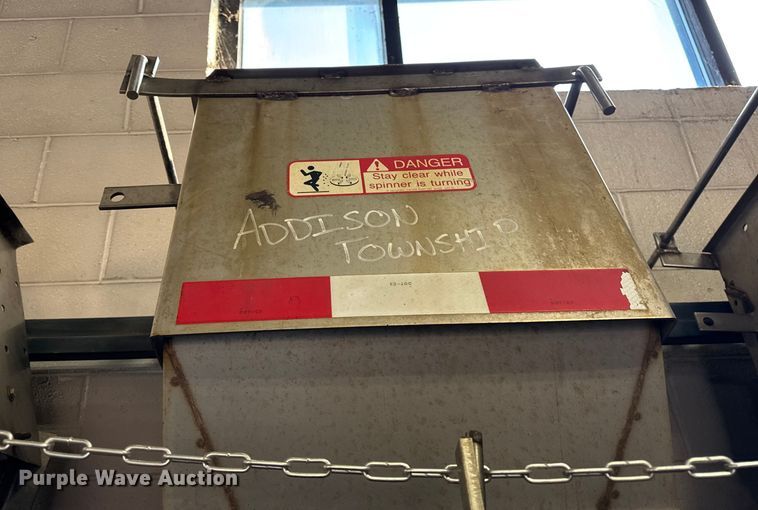 DANGER
Stay clear while
spinner is turning
ADDISON
TOWNSHIP
Purple Wave Auction